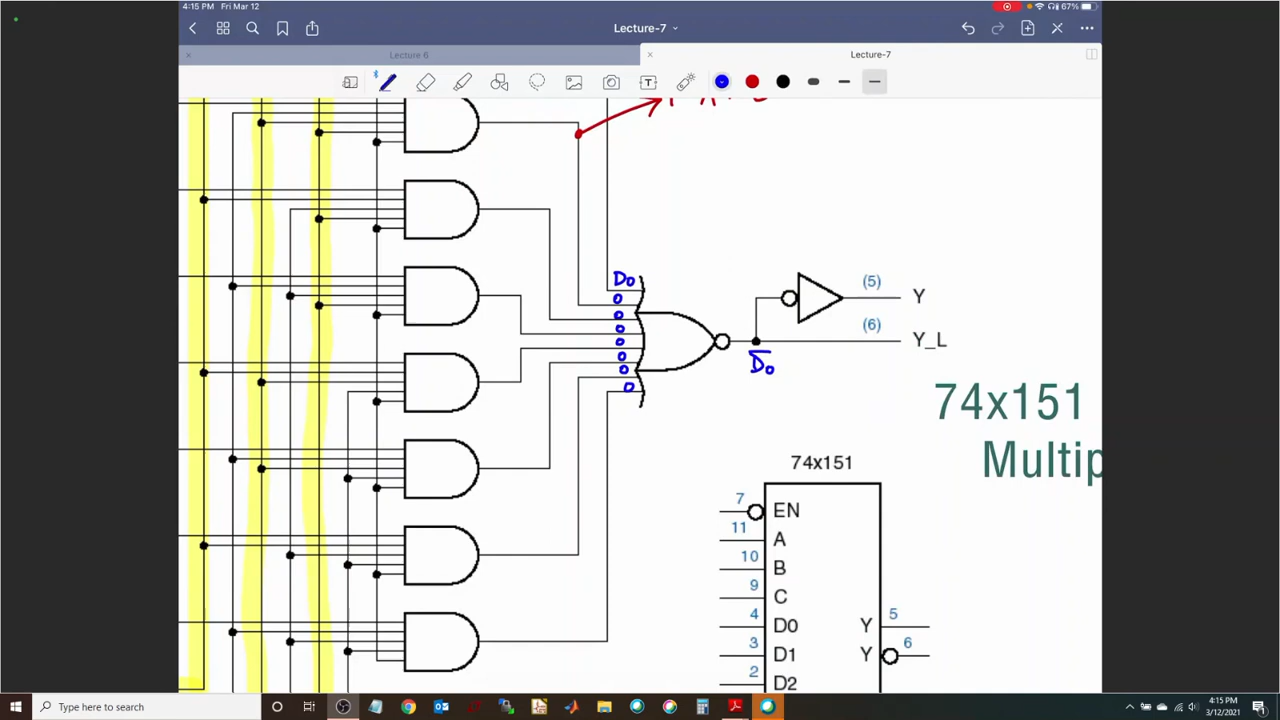 4:15 PM Fri Mar 12
67%
Lecture-7
Lecture 6
Lecture-7
T
D0
0
0
0
0
0
0
0
D̅0
(5)
Y
(6)
Y_L
74x151
Multip
74x151
7
EN
11
A
10
B
9
C
4
D0
3
D1
2
D2
Y
5
Y
6
Type here to search
4:15 PM
3/12/2021